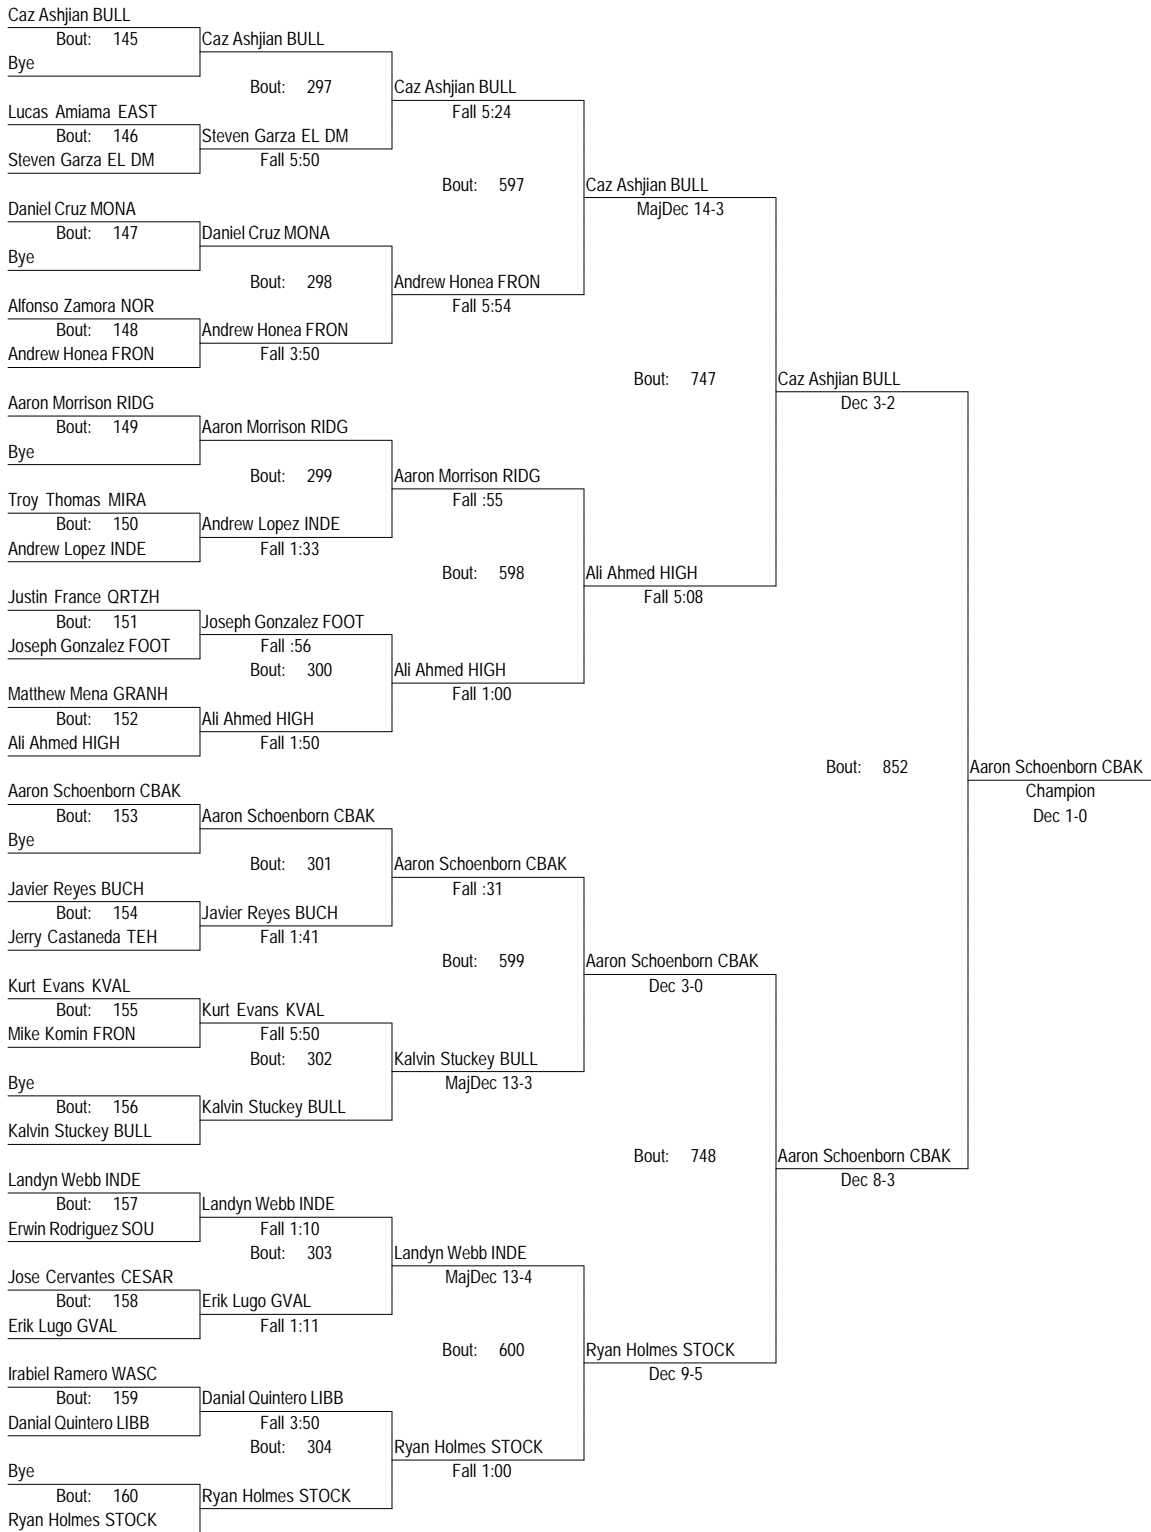 Caz Ashjian BULL
Bout: 145
Bye
Caz Ashjian BULL
Bout: 297
Lucas Amiama EAST
Bout: 146
Steven Garza EL DM
Steven Garza EL DM
Fall 5:50
Caz Ashjian BULL
Fall 5:24
Bout: 597
Daniel Cruz MONA
Bout: 147
Bye
Daniel Cruz MONA
Bout: 298
Alfonso Zamora NOR
Bout: 148
Andrew Honea FRON
Andrew Honea FRON
Fall 3:50
Andrew Honea FRON
Fall 5:54
Caz Ashjian BULL
MajDec 14-3
Bout: 747
Aaron Morrison RIDG
Bout: 149
Bye
Aaron Morrison RIDG
Bout: 299
Troy Thomas MIRA
Bout: 150
Andrew Lopez INDE
Andrew Lopez INDE
Fall 1:33
Aaron Morrison RIDG
Fall :55
Bout: 598
Justin France QRTZH
Bout: 151
Joseph Gonzalez FOOT
Joseph Gonzalez FOOT
Fall :56
Bout: 300
Matthew Mena GRANH
Bout: 152
Ali Ahmed HIGH
Ali Ahmed HIGH
Fall 1:50
Ali Ahmed HIGH
Fall 1:00
Ali Ahmed HIGH
Fall 5:08
Caz Ashjian BULL
Dec 3-2
Bout: 852
Aaron Schoenborn CBAK
Champion
Dec 1-0
Aaron Schoenborn CBAK
Bout: 153
Bye
Aaron Schoenborn CBAK
Bout: 301
Javier Reyes BUCH
Bout: 154
Jerry Castaneda TEH
Javier Reyes BUCH
Fall 1:41
Aaron Schoenborn CBAK
Fall :31
Bout: 599
Kurt Evans KVAL
Bout: 155
Mike Komin FRON
Kurt Evans KVAL
Fall 5:50
Bout: 302
Bye
Bout: 156
Kalvin Stuckey BULL
Kalvin Stuckey BULL
Kalvin Stuckey BULL
MajDec 13-3
Aaron Schoenborn CBAK
Dec 3-0
Bout: 748
Aaron Schoenborn CBAK
Dec 8-3
Landyn Webb INDE
Bout: 157
Erwin Rodriguez SOU
Landyn Webb INDE
Fall 1:10
Bout: 303
Jose Cervantes CESAR
Bout: 158
Erik Lugo GVAL
Erik Lugo GVAL
Fall 1:11
Landyn Webb INDE
MajDec 13-4
Bout: 600
Ryan Holmes STOCK
Dec 9-5
Irabiel Ramero WASC
Bout: 159
Danial Quintero LIBB
Danial Quintero LIBB
Fall 3:50
Bout: 304
Bye
Bout: 160
Ryan Holmes STOCK
Ryan Holmes STOCK
Ryan Holmes STOCK
Fall 1:00